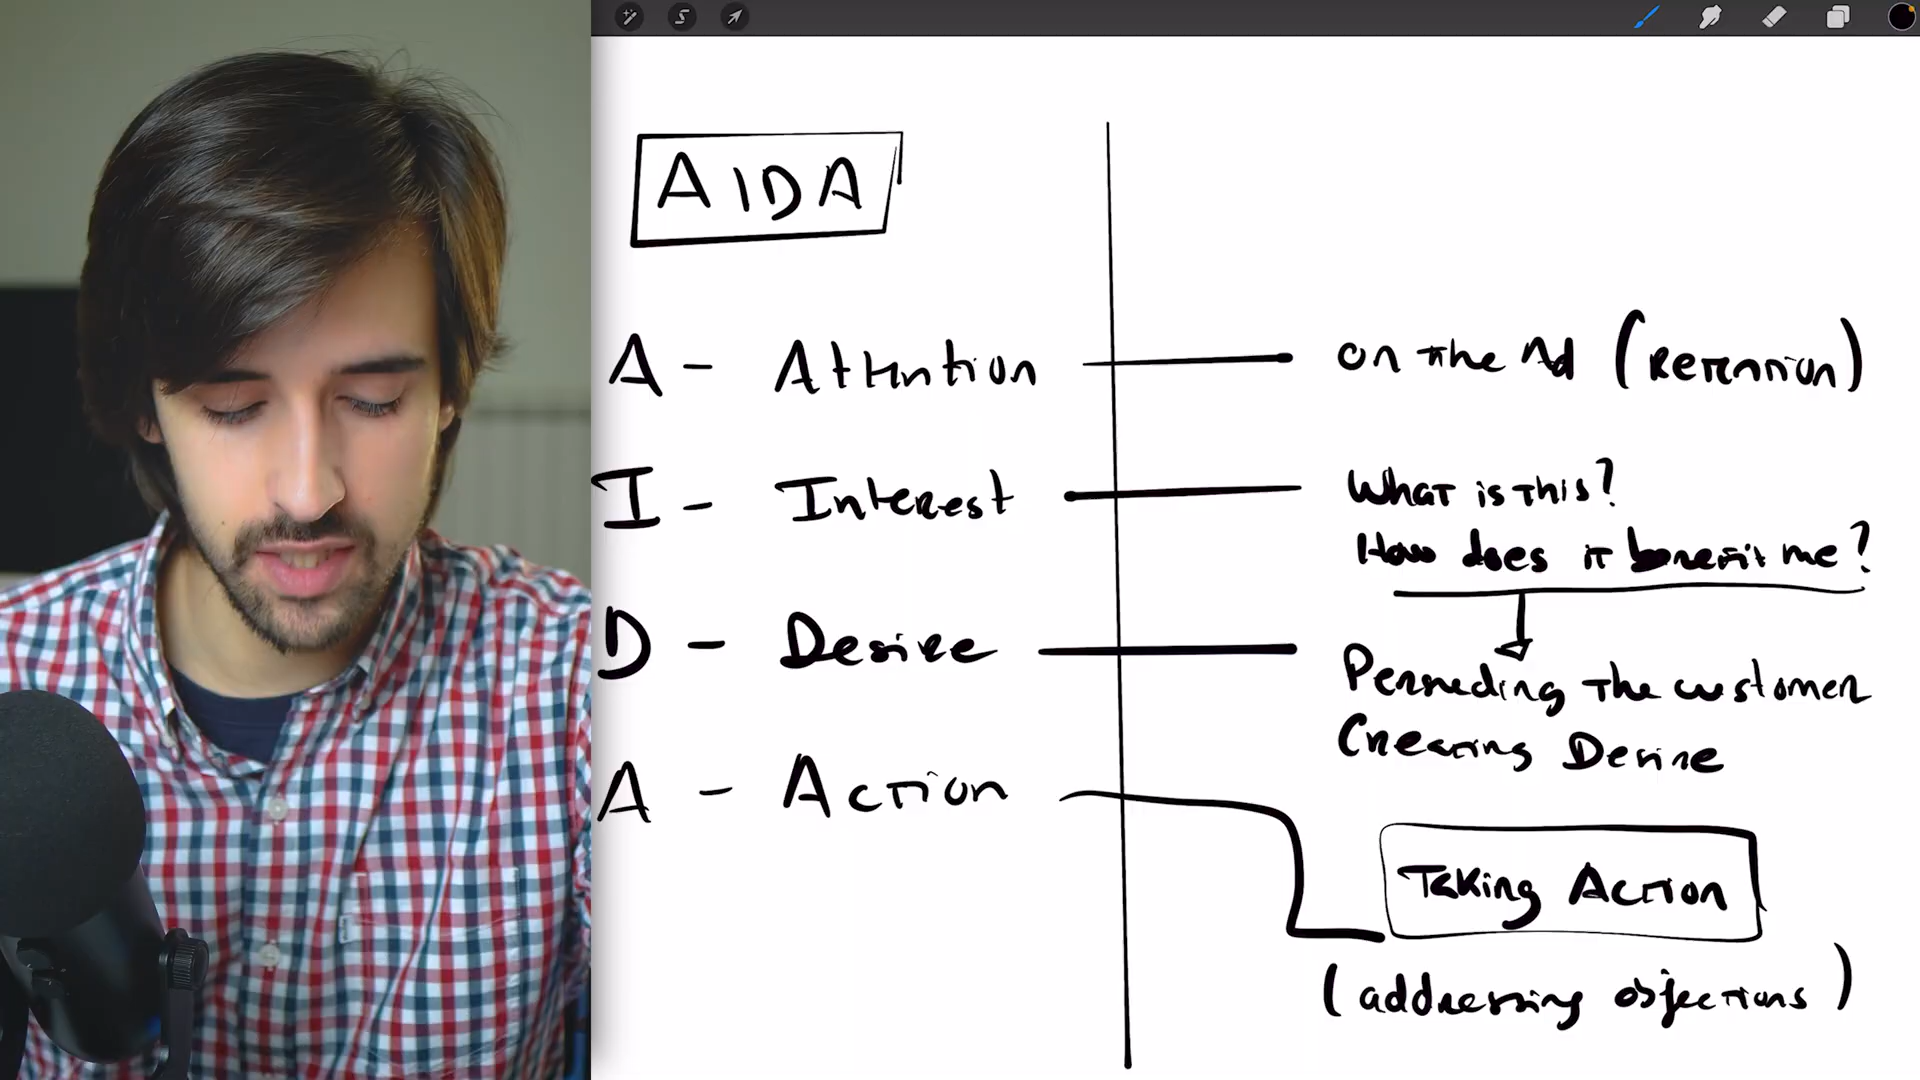 AIDA
A - Attention — on the Ad (Retention)
I - Interest — What is this?
How does it benefit me?
D - Desire — Persuading the customer
Creating Desire
A - Action
Taking Action
(addressing objections)